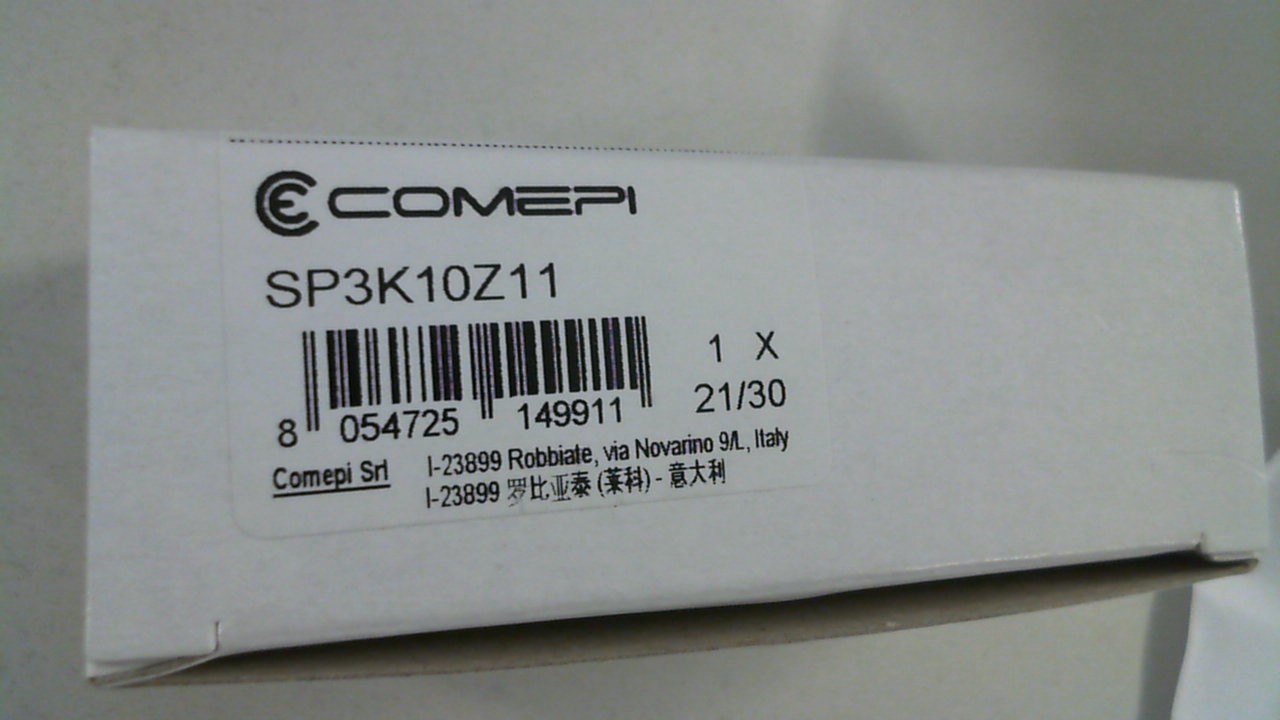 COMEPI
SP3K10Z11
1 X
21/30
8 054725 149911
Comepi Srl
I-23899 Robbiate, via Novarino 9/L, Italy
I-23899 罗比亚泰 (莱科) - 意大利